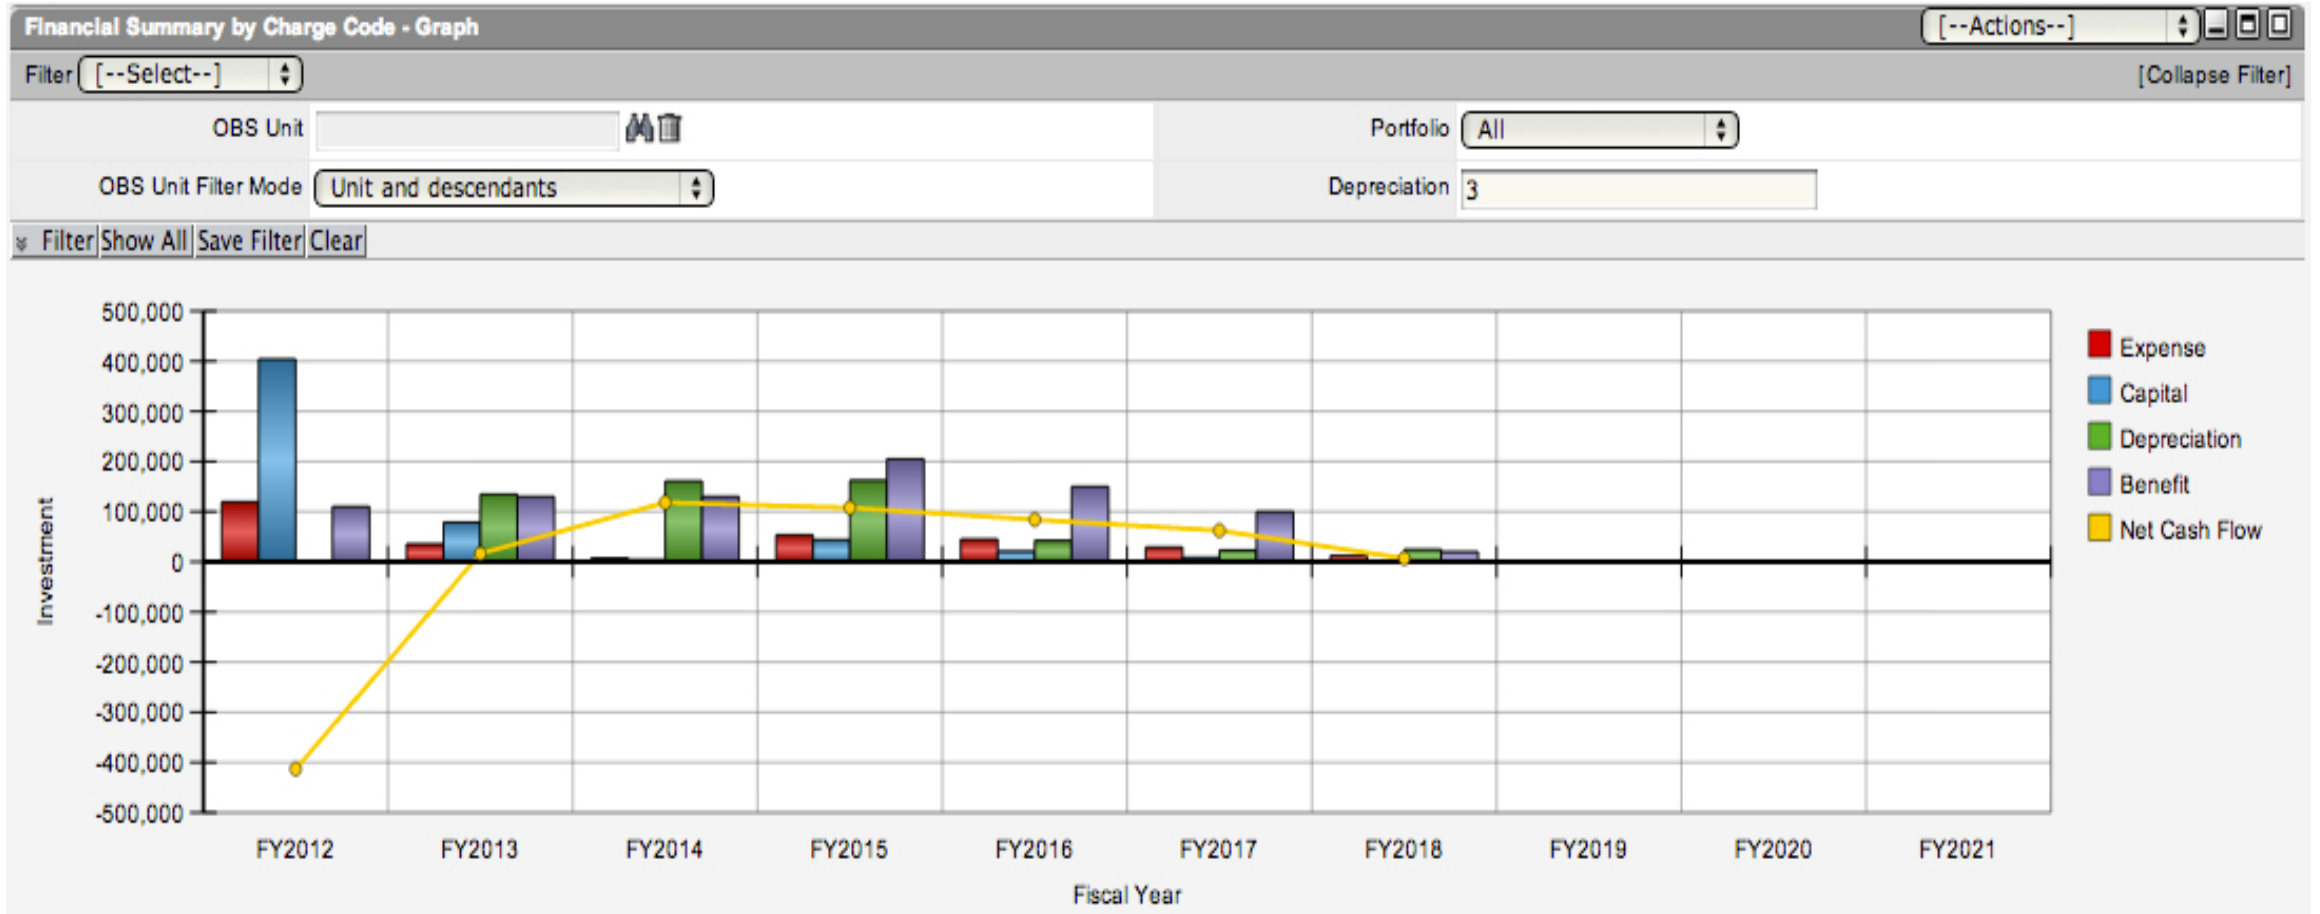 Financial Summary by Charge Code - Graph [--Actions--]
Filter [--Select--] [Collapse Filter]
OBS Unit Portfolio All
OBS Unit Filter Mode Unit and descendants Depreciation 3
Filter Show All Save Filter Clear
500,000
400,000
300,000
200,000
100,000
0
-100,000
-200,000
-300,000
-400,000
-500,000
Investment
Expense
Capital
Depreciation
Benefit
Net Cash Flow
FY2012 FY2013 FY2014 FY2015 FY2016 FY2017 FY2018 FY2019 FY2020 FY2021
Fiscal Year